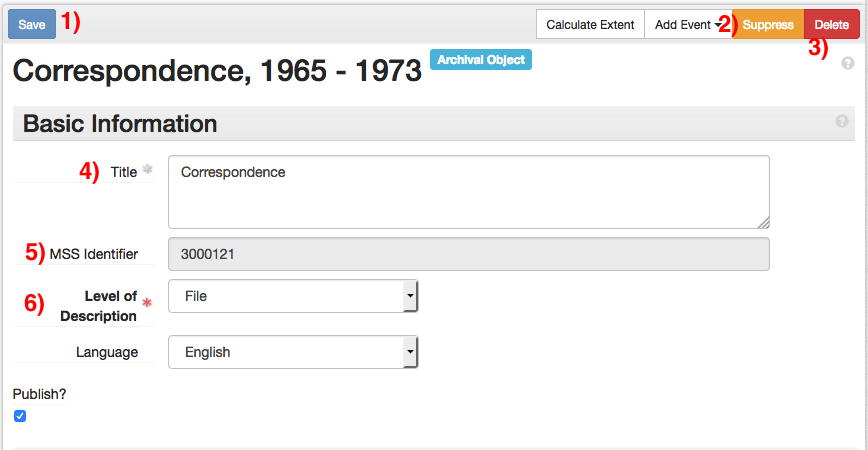 Save 1) Calculate Extent Add Event 2) Suppress Delete
3)
Correspondence, 1965 - 1973 Archival Object ?
Basic Information ?
4) Title * Correspondence
5) MSS Identifier 3000121
6) Level of Description * File
Language English
Publish?